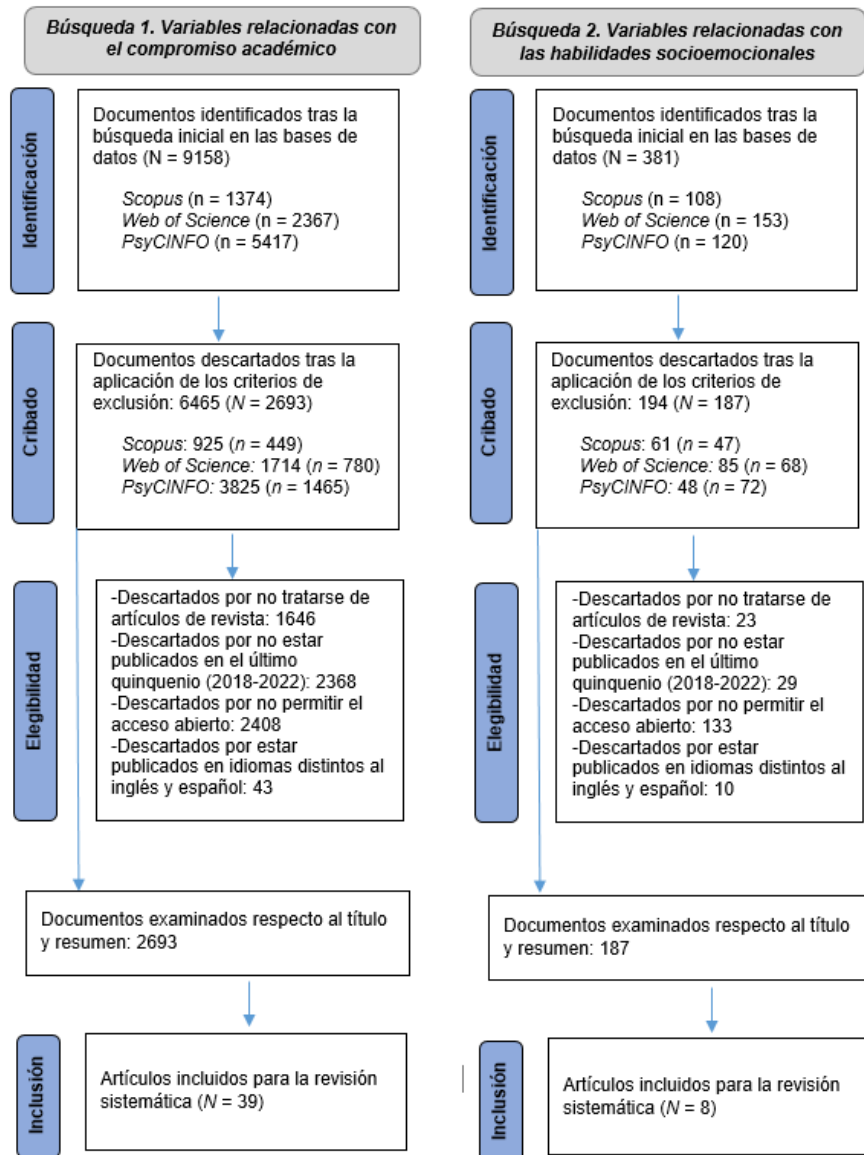 Búsqueda 1. Variables relacionadas con
el compromiso académico
Identificación
Documentos identificados tras la
búsqueda inicial en las bases de
datos (N = 9158)
Scopus (n = 1374)
Web of Science (n = 2367)
PsyCINFO (n = 5417)
Cribado
Documentos descartados tras la
aplicación de los criterios de
exclusión: 6465 (N = 2693)
Scopus: 925 (n = 449)
Web of Science: 1714 (n = 780)
PsyCINFO: 3825 (n = 1465)
Elegibilidad
-Descartados por no tratarse de
artículos de revista: 1646
-Descartados por no estar
publicados en el último
quinquenio (2018-2022): 2368
-Descartados por no permitir el
acceso abierto: 2408
-Descartados por estar
publicados en idiomas distintos al
inglés y español: 43
Documentos examinados respecto al título
y resumen: 2693
Inclusión
Artículos incluidos para la revisión
sistemática (N = 39)
Búsqueda 2. Variables relacionadas con
las habilidades socioemocionales
Identificación
Documentos identificados tras la
búsqueda inicial en las bases de
datos (N = 381)
Scopus (n = 108)
Web of Science (n = 153)
PsyCINFO (n = 120)
Cribado
Documentos descartados tras la
aplicación de los criterios de
exclusión: 194 (N = 187)
Scopus: 61 (n = 47)
Web of Science: 85 (n = 68)
PsyCINFO: 48 (n = 72)
Elegibilidad
-Descartados por no tratarse de
artículos de revista: 23
-Descartados por no estar
publicados en el último
quinquenio (2018-2022): 29
-Descartados por no permitir el
acceso abierto: 133
-Descartados por estar
publicados en idiomas distintos al
inglés y español: 10
Documentos examinados respecto al título
y resumen: 187
Inclusión
Artículos incluidos para la revisión
sistemática (N = 8)